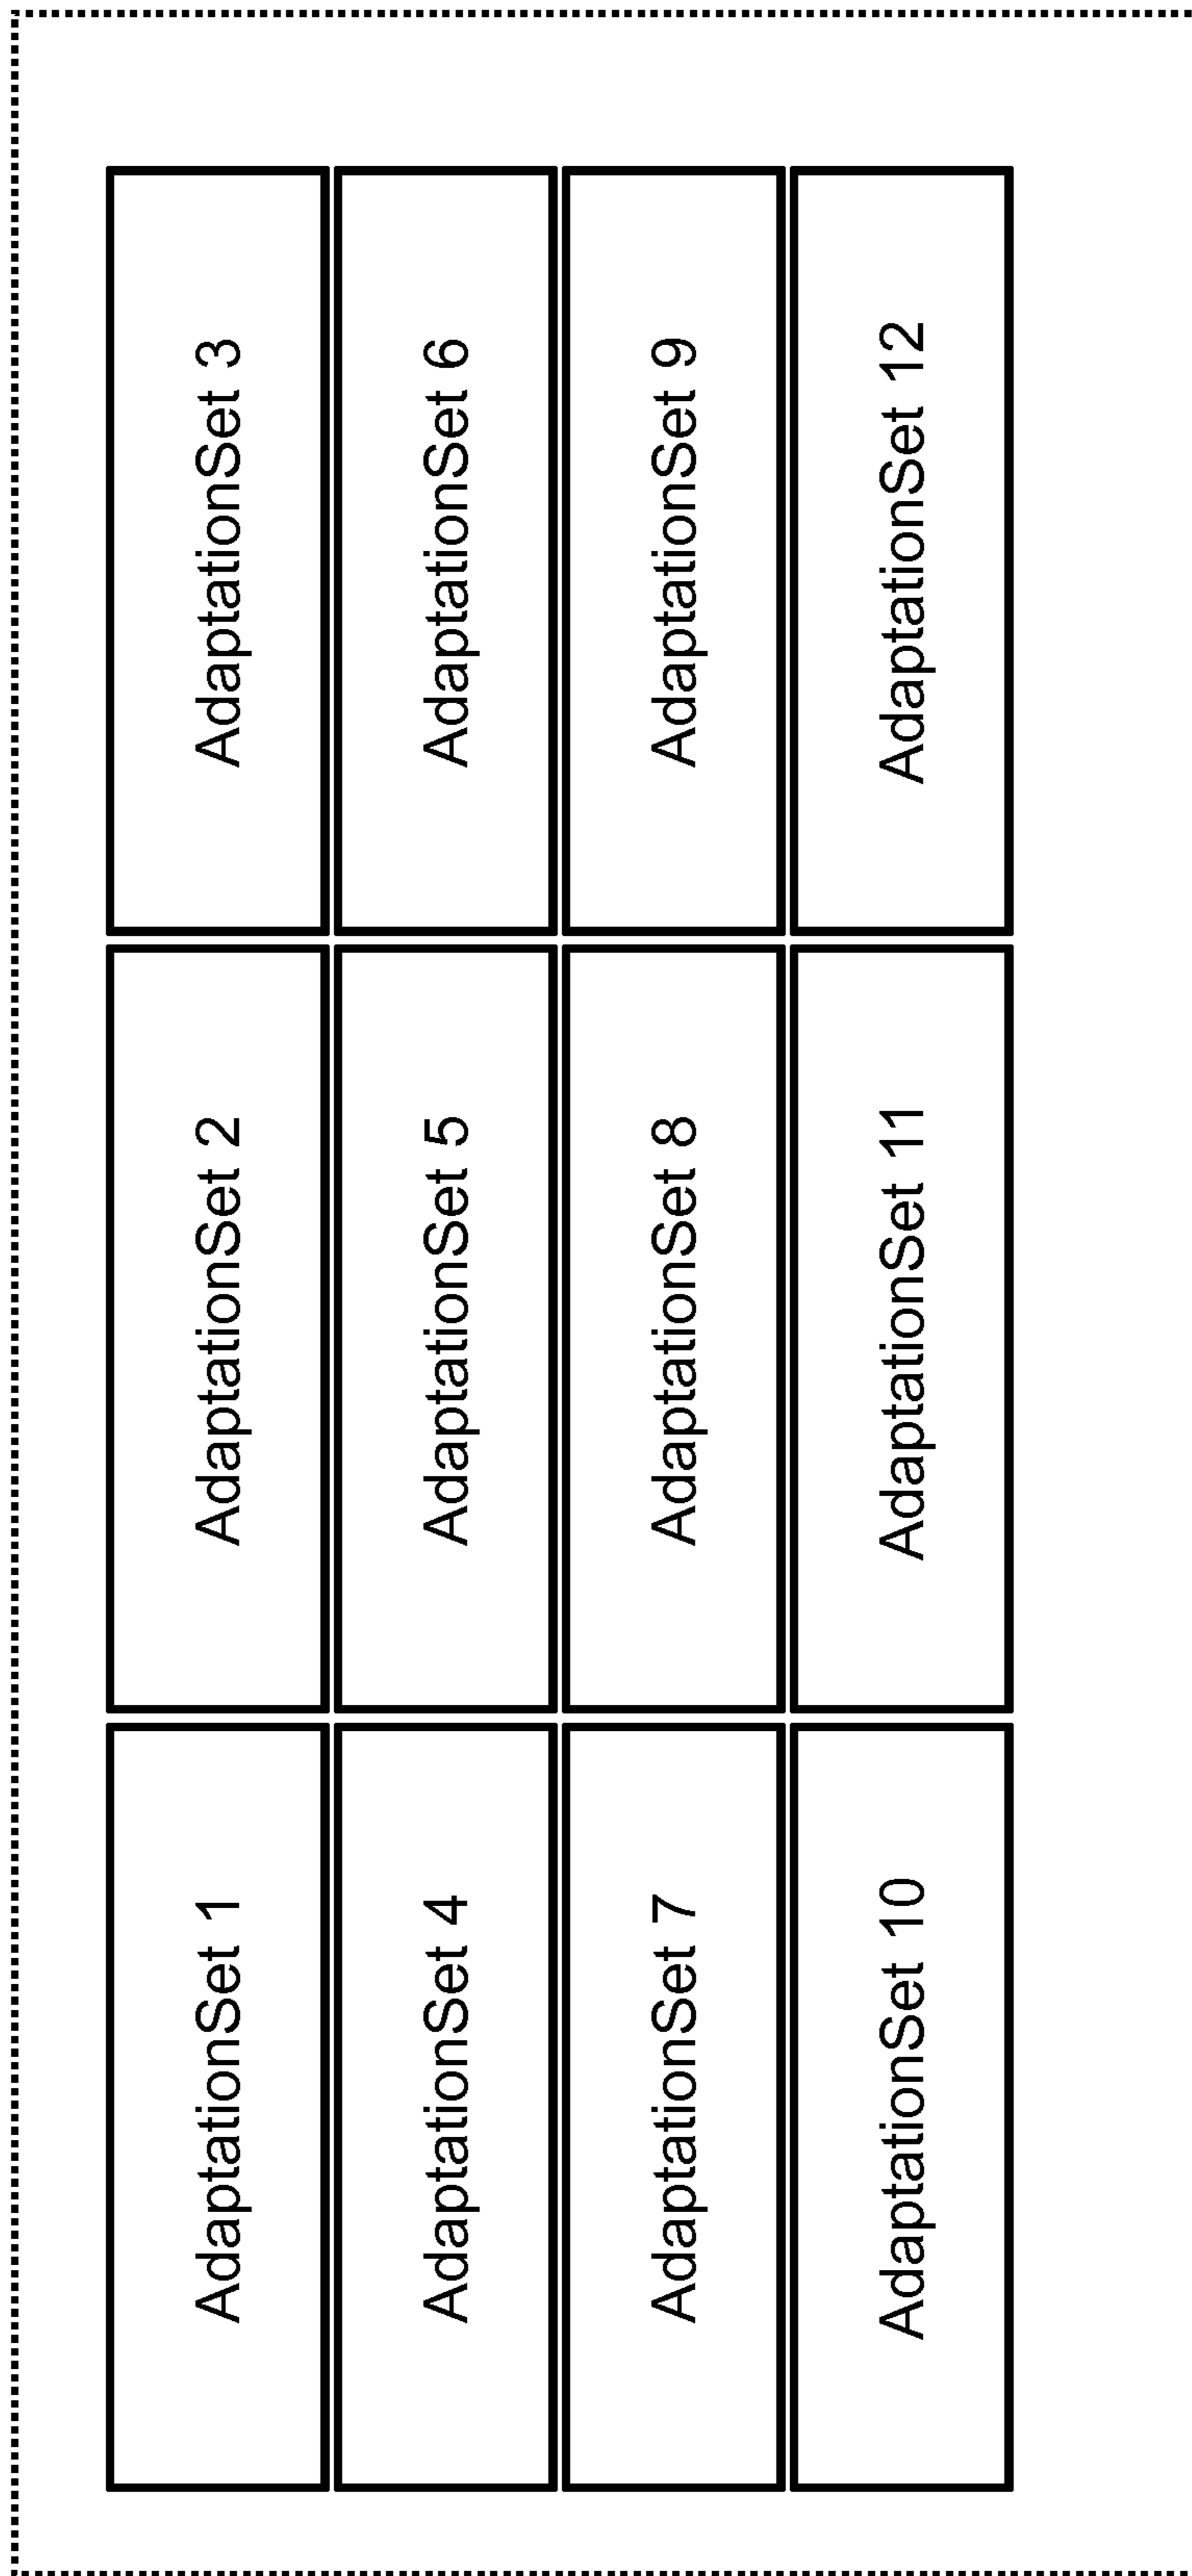 AdaptationSet 1
AdaptationSet 2
AdaptationSet 3
AdaptationSet 4
AdaptationSet 5
AdaptationSet 6
AdaptationSet 7
AdaptationSet 8
AdaptationSet 9
AdaptationSet 10
AdaptationSet 11
AdaptationSet 12